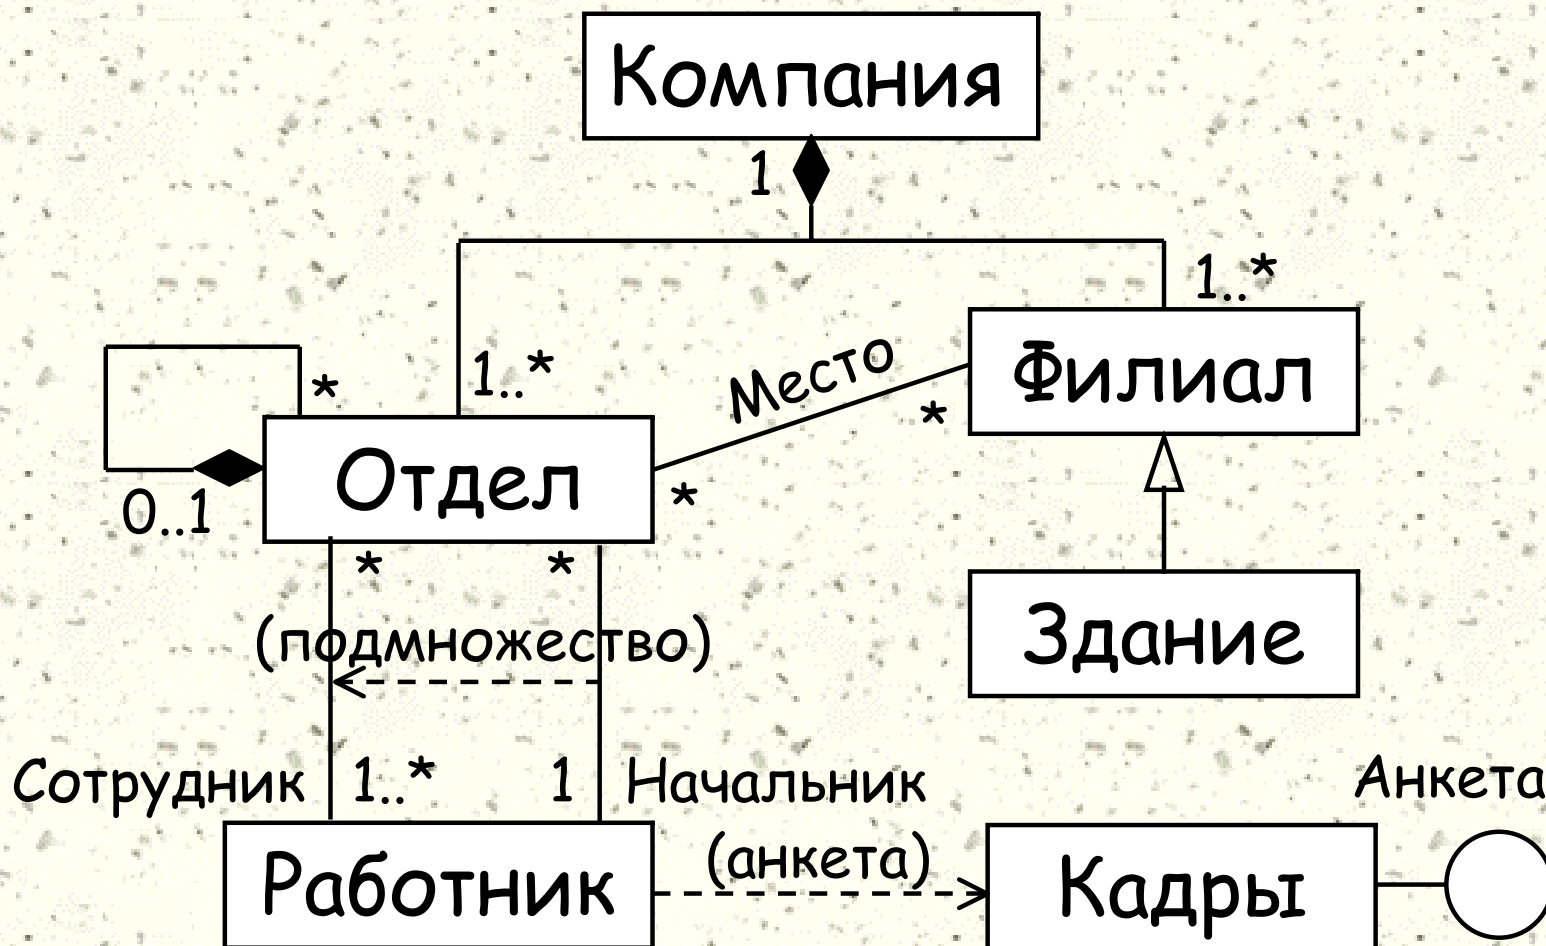 Компания
1
1..*
1..*
*
Место
Филиал
*
Отдел
0..1
*
*
*
Здание
(подмножество)
Сотрудник
1..*
1
Начальник
Анкета
(анкета)
Работник
Кадры